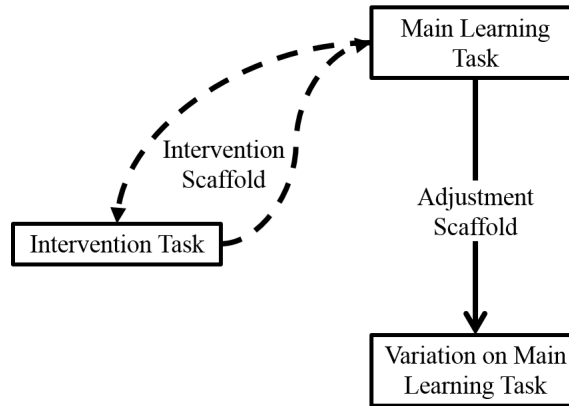 Main Learning
Task
Intervention
Scaffold
Adjustment
Scaffold
Intervention Task
Variation on Main
Learning Task